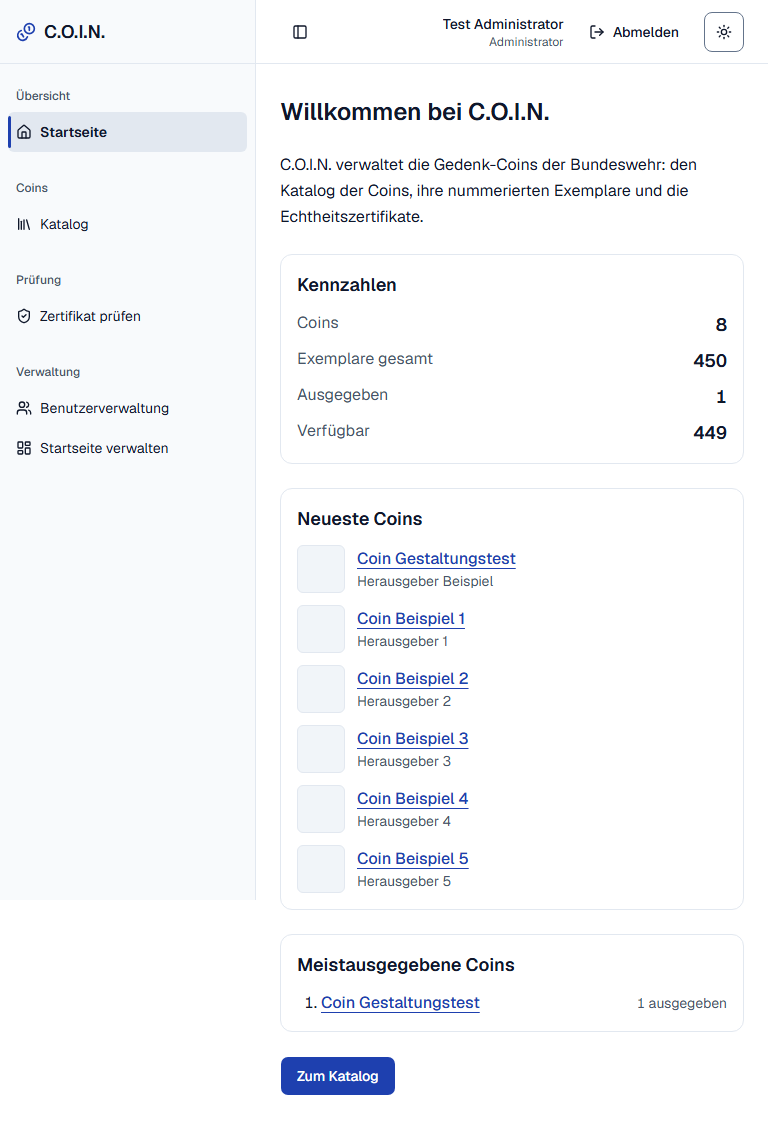 C.O.I.N.
Test Administrator
Administrator
Abmelden
Übersicht
Startseite
Coins
Katalog
Prüfung
Zertifikat prüfen
Verwaltung
Benutzerverwaltung
Startseite verwalten
Willkommen bei C.O.I.N.
C.O.I.N. verwaltet die Gedenk-Coins der Bundeswehr: den
Katalog der Coins, ihre nummerierten Exemplare und die
Echtheitszertifikate.
Kennzahlen
Coins 8
Exemplare gesamt 450
Ausgegeben 1
Verfügbar 449
Neueste Coins
Coin Gestaltungstest
Herausgeber Beispiel
Coin Beispiel 1
Herausgeber 1
Coin Beispiel 2
Herausgeber 2
Coin Beispiel 3
Herausgeber 3
Coin Beispiel 4
Herausgeber 4
Coin Beispiel 5
Herausgeber 5
Meistausgegebene Coins
1. Coin Gestaltungstest 1 ausgegeben
Zum Katalog